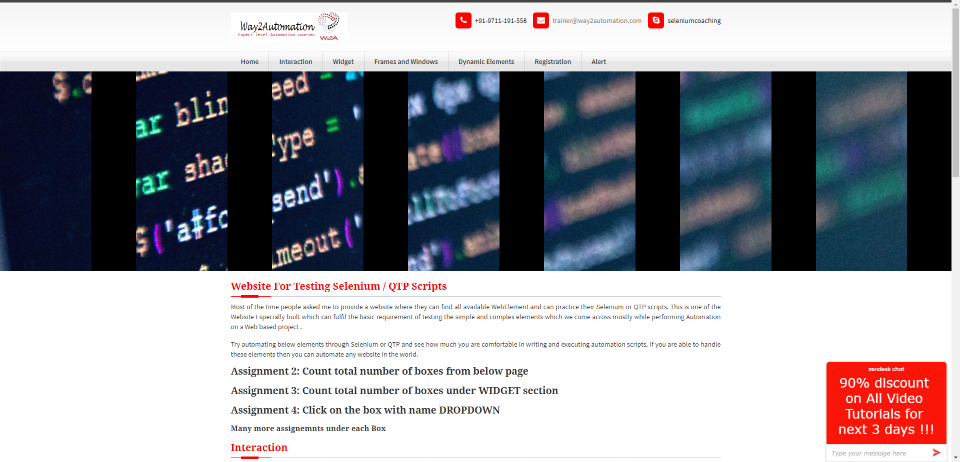 Way2Automation
Expert level Automation courses
W2A
+91-9711-191-558
trainer@way2automation.com
seleniumcoaching
Home
Interaction
Widget
Frames and Windows
Dynamic Elements
Registration
Alert
ar blin
eed =
Type = '
var shad
send')
$('a#fo
imeout('
Website For Testing Selenium / QTP Scripts
Most of the time people asked me to provide a website where they can find all available WebElement and can practice their Selenium or QTP scripts. This is one of the
Website I specially built which can fulfil the basic requirement of testing the simple and complex elements which we come across mostly while performing Automation
on a Web based project .
Try automating below elements through Selenium or QTP and see how much you are comfortable in writing and executing automation scripts. If you are able to handle
these elements then you can automate any website in the world.
Assignment 2: Count total number of boxes from below page
Assignment 3: Count total number of boxes under WIDGET section
Assignment 4: Click on the box with name DROPDOWN
Many more assignemnts under each Box
Interaction
zendesk chat
90% discount
on All Video
Tutorials for
next 3 days !!!
Type your message here